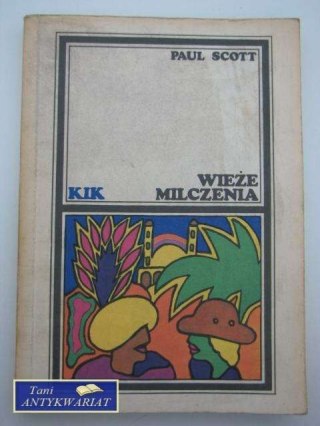 PAUL SCOTT
WIEŻE
KIK MILCZENIA
Tani
ANTYKWARIAT